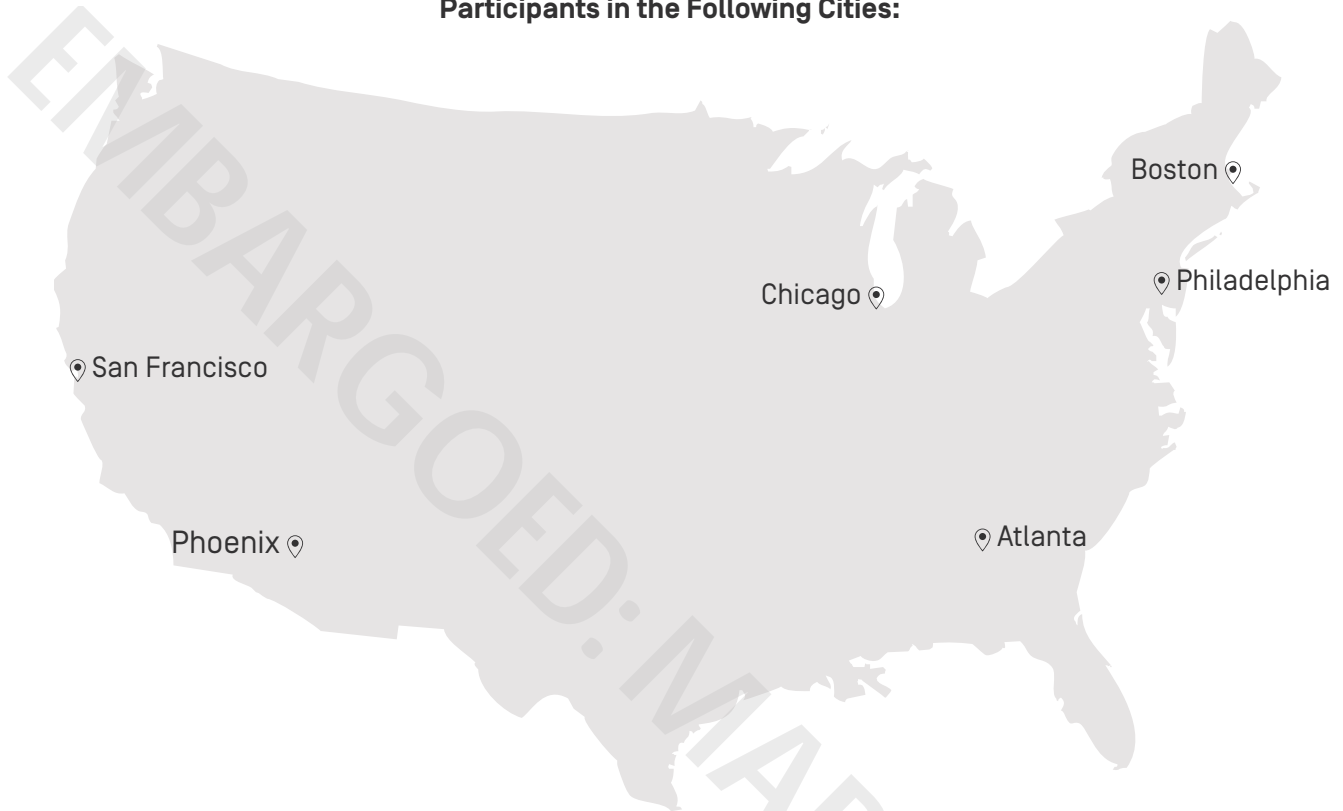 Participants in the Following Cities:
Boston
Philadelphia
Chicago
San Francisco
Phoenix
Atlanta
EMBARGOED: MAR